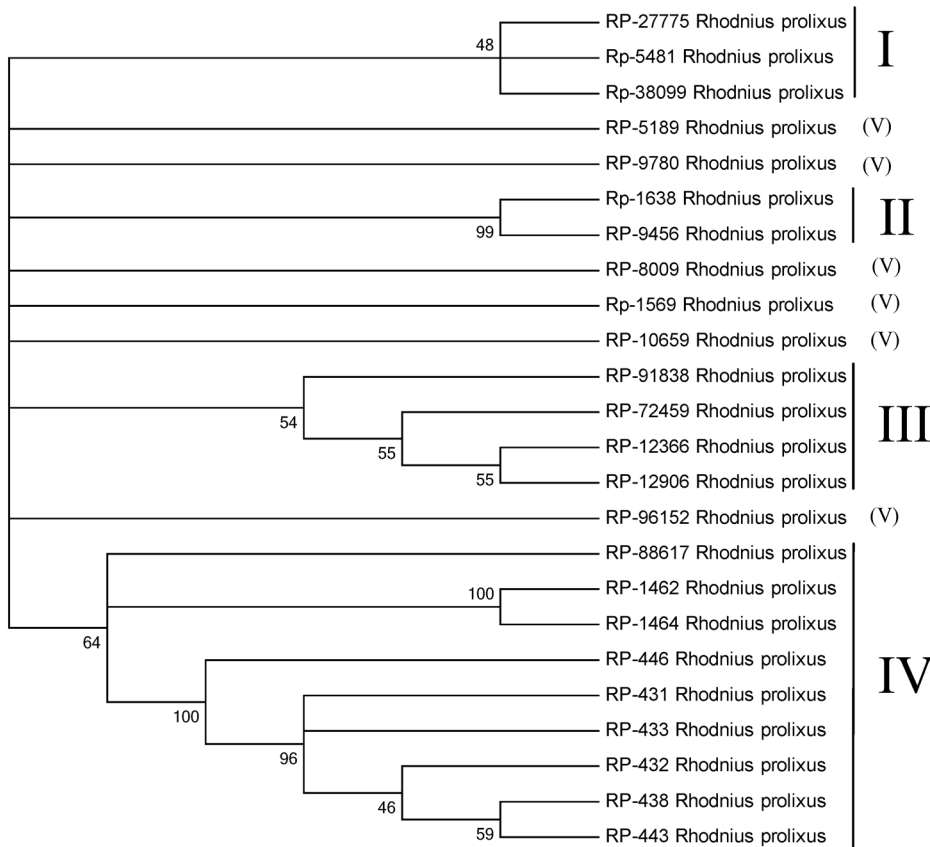 RP-27775 Rhodnius prolixus
I
48
Rp-5481 Rhodnius prolixus
Rp-38099 Rhodnius prolixus
RP-5189 Rhodnius prolixus (V)
RP-9780 Rhodnius prolixus (V)
Rp-1638 Rhodnius prolixus
II
99
RP-9456 Rhodnius prolixus
RP-8009 Rhodnius prolixus (V)
Rp-1569 Rhodnius prolixus (V)
RP-10659 Rhodnius prolixus (V)
RP-91838 Rhodnius prolixus
54
RP-72459 Rhodnius prolixus
III
55
RP-12366 Rhodnius prolixus
55
RP-12906 Rhodnius prolixus
RP-96152 Rhodnius prolixus (V)
RP-88617 Rhodnius prolixus
100
RP-1462 Rhodnius prolixus
RP-1464 Rhodnius prolixus
64
RP-446 Rhodnius prolixus
IV
100
RP-431 Rhodnius prolixus
RP-433 Rhodnius prolixus
96
RP-432 Rhodnius prolixus
46
RP-438 Rhodnius prolixus
59
RP-443 Rhodnius prolixus